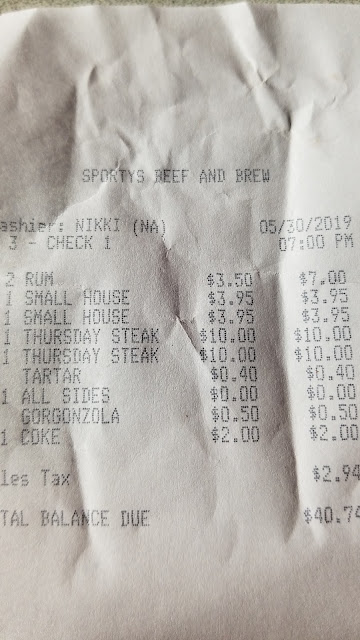 SPORTYS BEEF AND BREW
ashier: NIKKI (NA) 05/30/2019
3 - CHECK 1 07:00 PM
2 RUM $3.50 $7.00
1 SMALL HOUSE $3.95 $3.95
1 SMALL HOUSE $3.95 $3.95
1 THURSDAY STEAK $10.00 $10.00
1 THURSDAY STEAK $10.00 $10.00
TARTAR $0.40 $0.40
1 ALL SIDES $0.00 $0.00
GORGONZOLA $0.50 $0.50
1 COKE $2.00 $2.00
les Tax $2.94
TAL BALANCE DUE $40.74